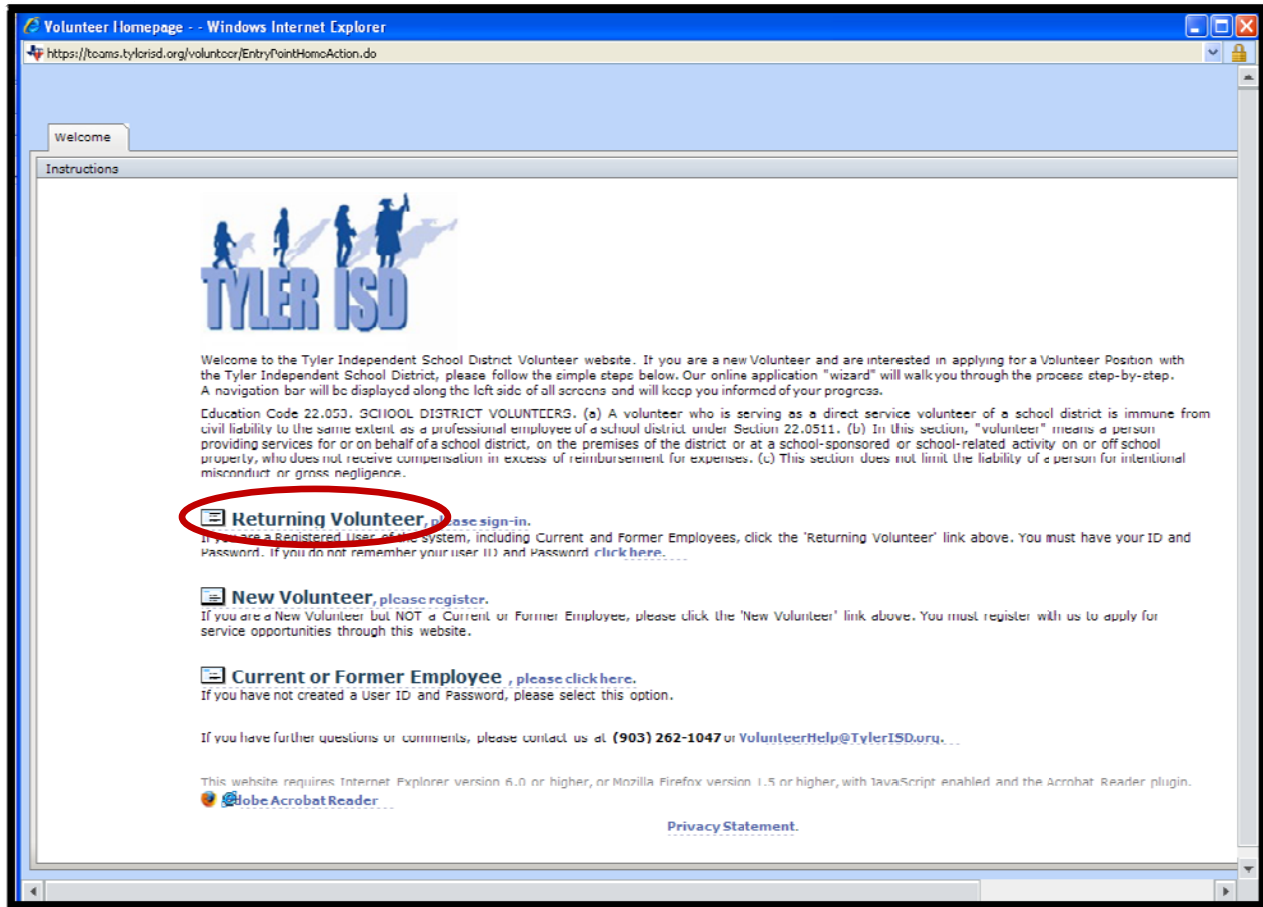 Volunteer Homepage - - Windows Internet Explorer
https://teams.tylerisd.org/volunteer/EntryPointHomeAction.do
Welcome
Instructions
TYLER ISD
Welcome to the Tyler Independent School District Volunteer website. If you are a new Volunteer and are interested in applying for a Volunteer Position with
the Tyler Independent School District, please follow the simple steps below. Our online application "wizard" will walk you through the process step-by-step.
A navigation bar will be displayed along the left side of all screens and will keep you informed of your progress.
Education Code 22.053. SCHOOL DISTRICT VOLUNTEERS. (a) A volunteer who is serving as a direct service volunteer of a school district is immune from
civil liability to the same extent as a professional employee of a school district under Section 22.0511. (b) In this section, "volunteer" means a person
providing services for or on behalf of a school district, on the premises of the district or at a school-sponsored or school-related activity on or off school
property, who does not receive compensation in excess of reimbursement for expenses. (c) This section does not limit the liability of a person for intentional
misconduct or gross negligence.
Returning Volunteer, please sign-in.
If you are a Registered User of the system, including Current and Former Employees, click the 'Returning Volunteer' link above. You must have your ID and
Password. If you do not remember your user ID and Password click here.
New Volunteer, please register.
If you are a New Volunteer but NOT a Current or Former Employee, please click the 'New Volunteer' link above. You must register with us to apply for
service opportunities through this website.
Current or Former Employee , please click here.
If you have not created a User ID and Password, please select this option.
If you have further questions or comments, please contact us at (903) 262-1047 or VolunteerHelp@TylerISD.org.
This website requires Internet Explorer version 6.0 or higher, or Mozilla Firefox version 1.5 or higher, with JavaScript enabled and the Acrobat Reader plugin.
Adobe Acrobat Reader
Privacy Statement.